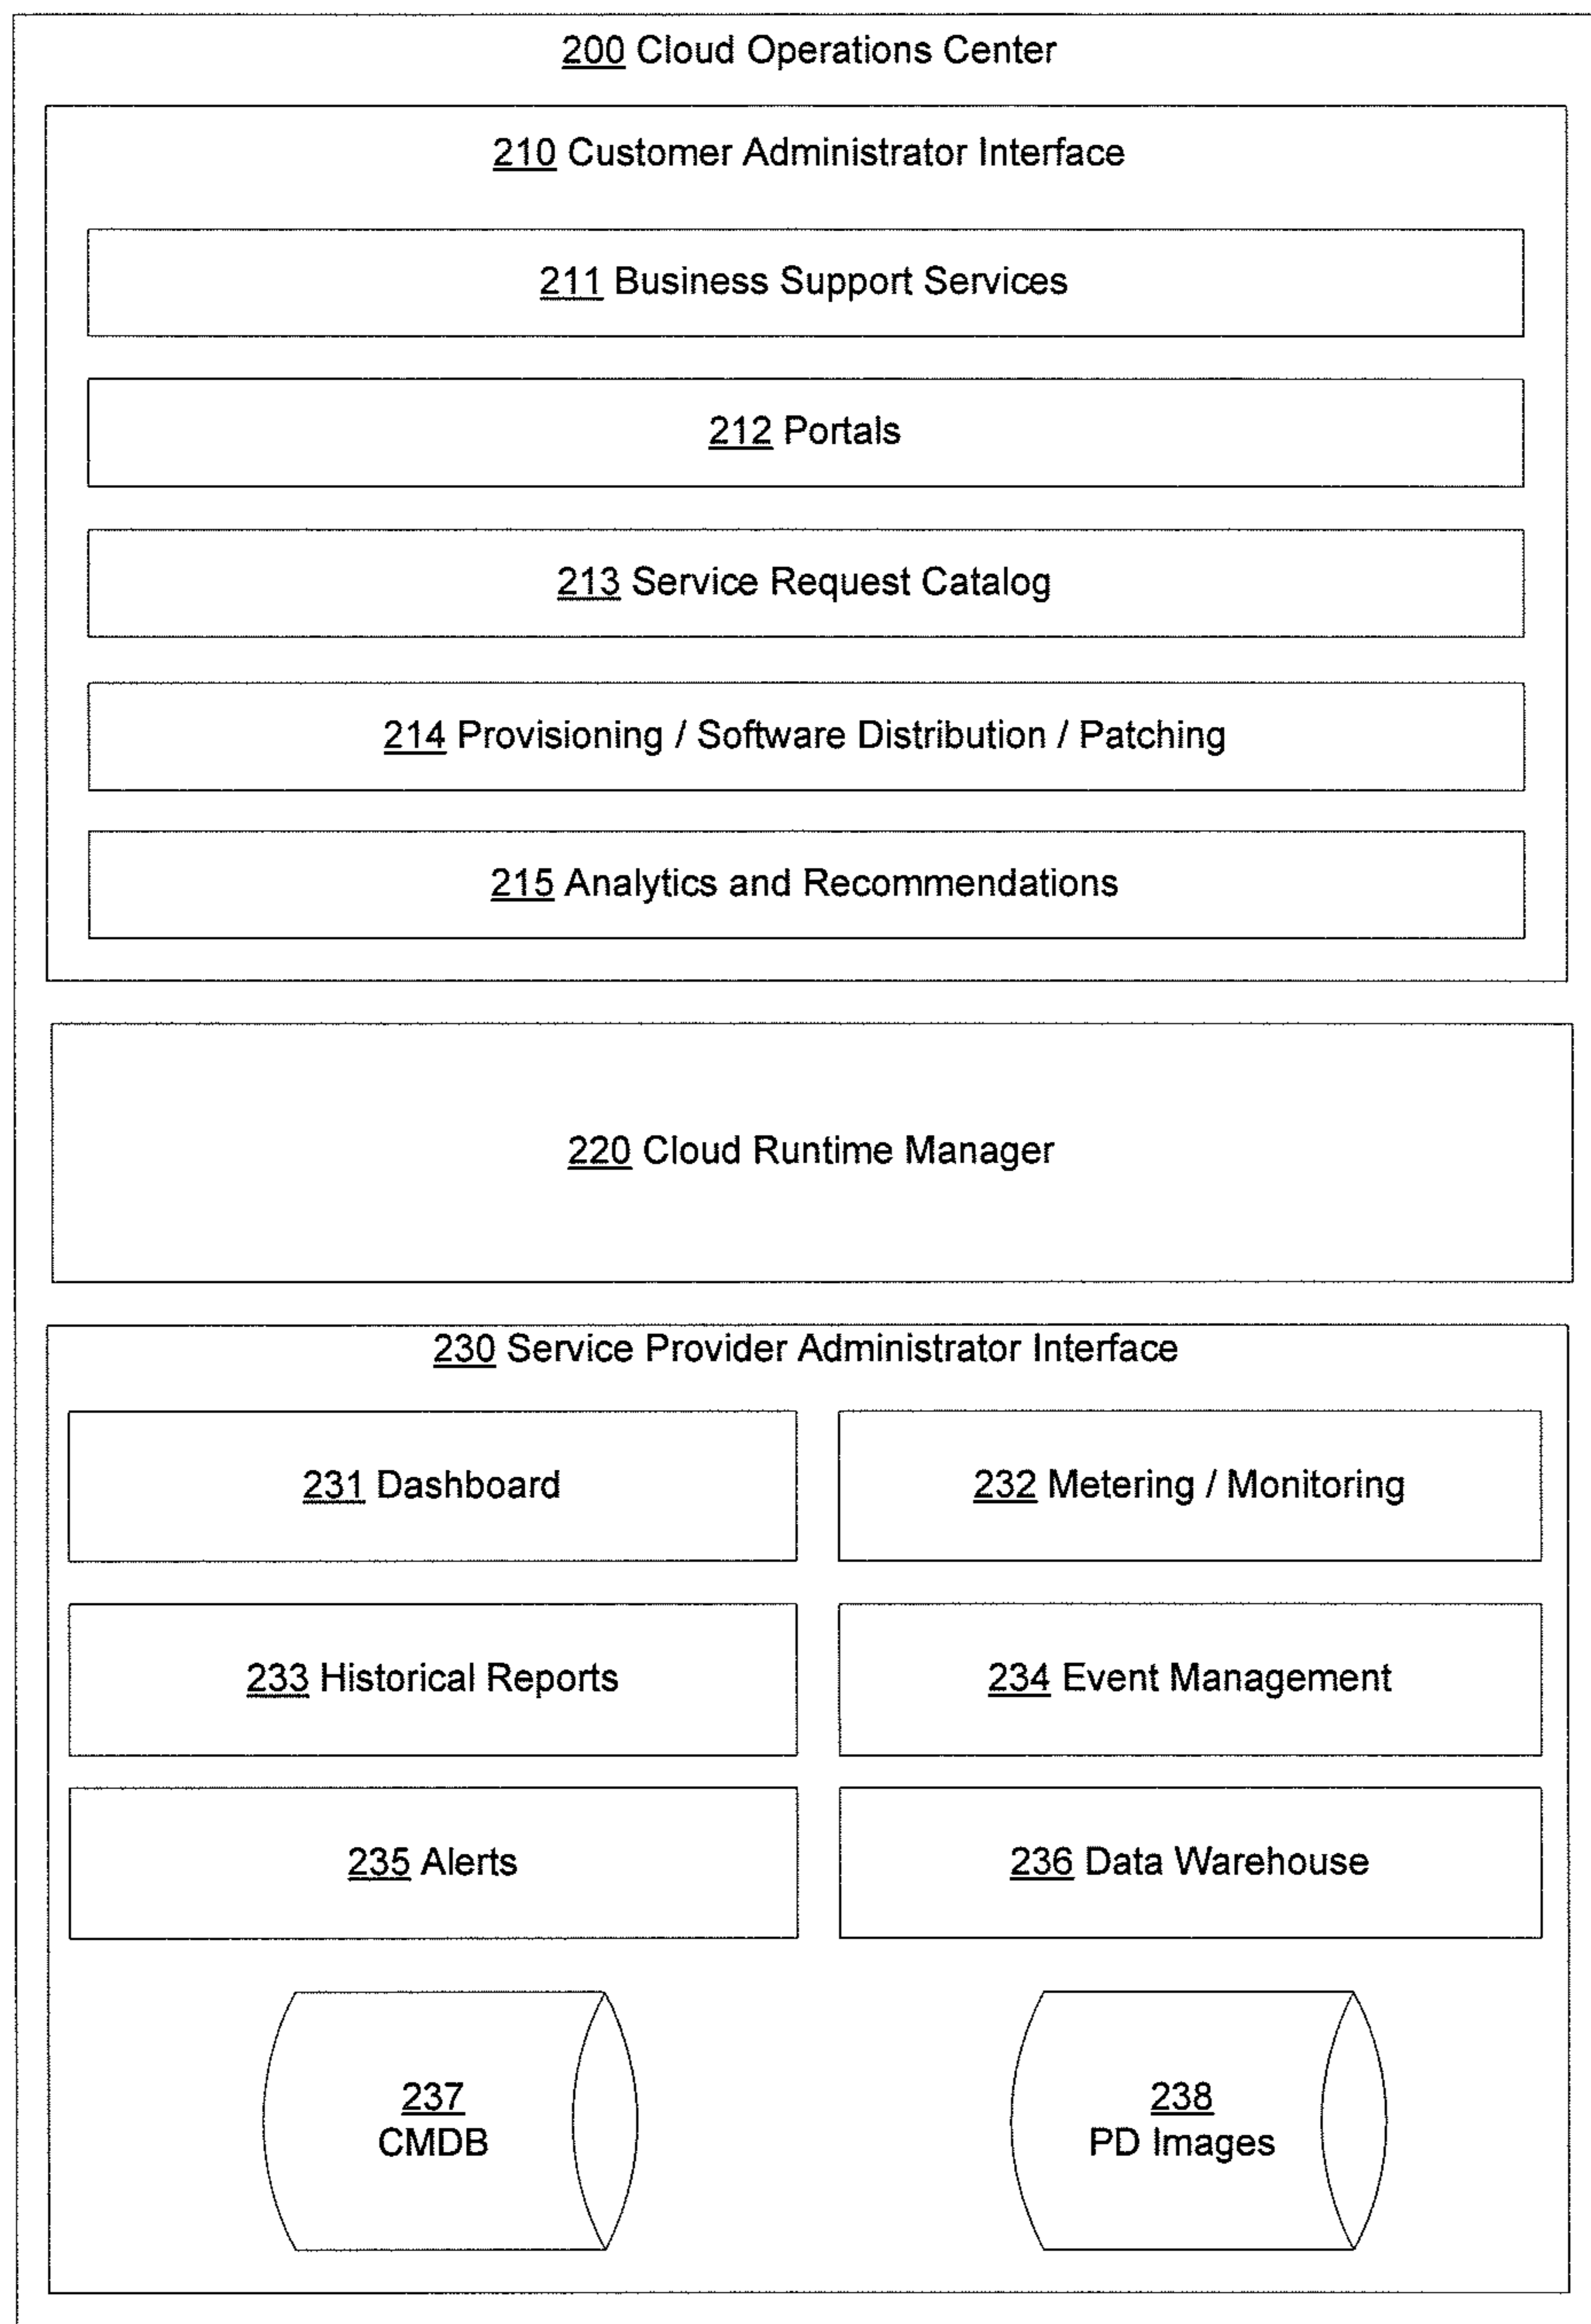 200 Cloud Operations Center
210 Customer Administrator Interface
211 Business Support Services
212 Portals
213 Service Request Catalog
214 Provisioning / Software Distribution / Patching
215 Analytics and Recommendations
220 Cloud Runtime Manager
230 Service Provider Administrator Interface
231 Dashboard
232 Metering / Monitoring
233 Historical Reports
234 Event Management
235 Alerts
236 Data Warehouse
237
CMDB
238
PD Images